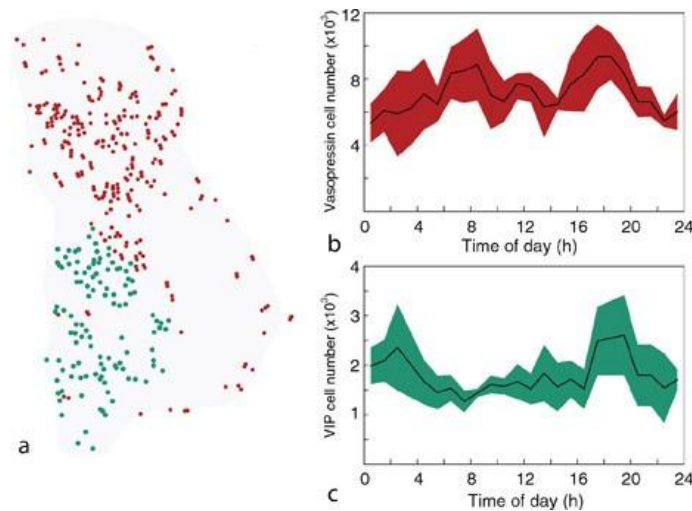 a
Vasopressin cell number (x10³)
12
8
4
0 4 8 12 16 20 24
b Time of day (h)
VIP cell number (x10³)
4
3
2
1
0 4 8 12 16 20 24
c Time of day (h)